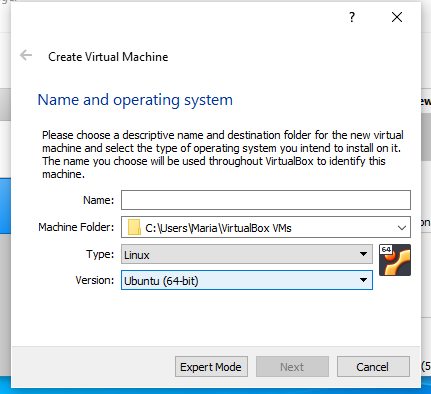 ?
Create Virtual Machine
Name and operating system
Please choose a descriptive name and destination folder for the new virtual
machine and select the type of operating system you intend to install on it.
The name you choose will be used throughout VirtualBox to identify this
machine.
Name:
Machine Folder: C:\Users\Maria\VirtualBox VMs
Type: Linux
64
Version: Ubuntu (64-bit)
Expert Mode Next Cancel